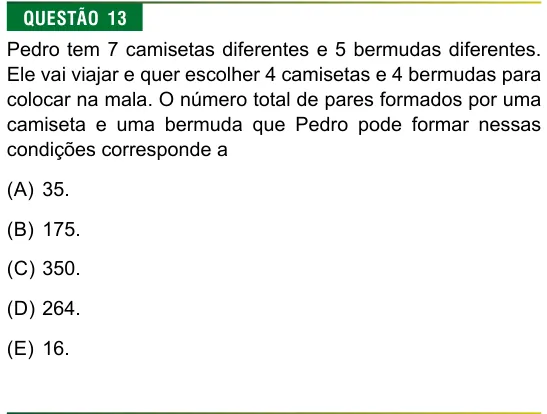 QUESTÃO 13
Pedro tem 7 camisetas diferentes e 5 bermudas diferentes.
Ele vai viajar e quer escolher 4 camisetas e 4 bermudas para
colocar na mala. O número total de pares formados por uma
camiseta e uma bermuda que Pedro pode formar nessas
condições corresponde a
(A) 35.
(B) 175.
(C) 350.
(D) 264.
(E) 16.